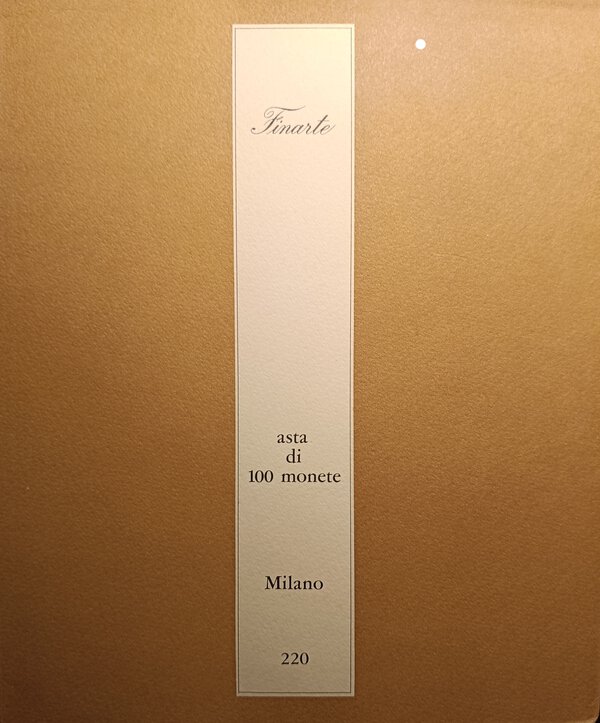 Finarte
asta
di
100 monete
Milano
220